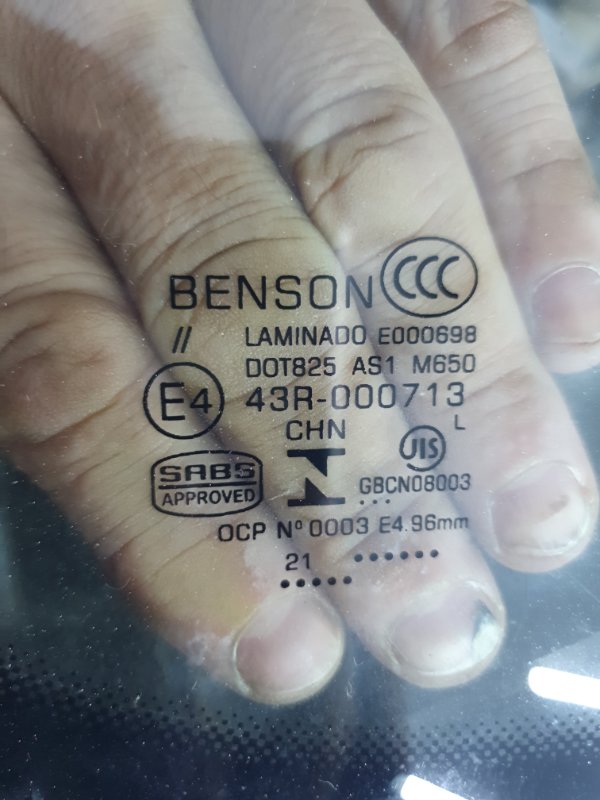 BENSON CCC
// LAMINADO E000698
DOT825 AS1 M650
E4 43R-000713
CHN L
SABS JIS
APPROVED N GBCN08003
...
OCP Nº 0003 E4.96mm
21 ••••••
•••••